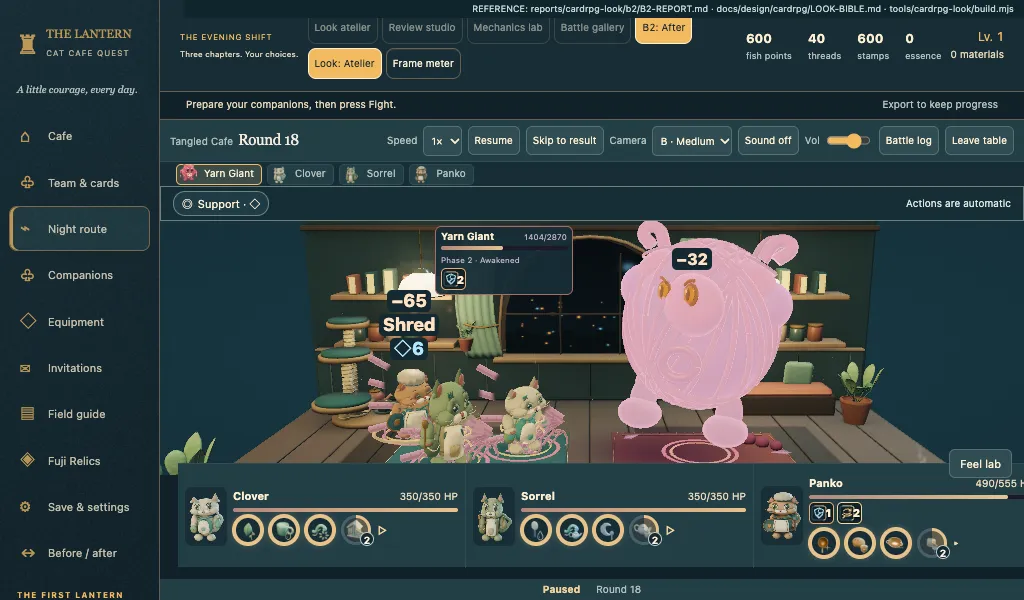 REFERENCE: reports/cardrpg-look/b2/B2-REPORT.md · docs/design/cardrpg/LOOK-BIBLE.md · tools/cardrpg-look/build.mjs
THE LANTERN
CAT CAFE QUEST
A little courage, every day.
Cafe
Team & cards
Night route
Companions
Equipment
Invitations
Field guide
Fuji Relics
Save & settings
Before / after
THE FIRST LANTERN
THE EVENING SHIFT
Three chapters. Your choices.
Look atelier
Review studio
Mechanics lab
Battle gallery
B2: After
Look: Atelier
Frame meter
600 fish points
40 threads
600 stamps
0 essence
Lv. 1
0 materials
Prepare your companions, then press Fight.
Export to keep progress
Tangled Cafe Round 18
Speed 1x Resume Skip to result Camera B · Medium Sound off Vol Battle log Leave table
Yarn Giant Clover Sorrel Panko
Support ·
Actions are automatic
Yarn Giant 1404/2870
Phase 2 · Awakened
2
−32
−65
Shred
6
Feel lab
Clover 350/350 HP
2
Sorrel 350/350 HP
2
Panko 490/555 H
1 2
2
Paused Round 18